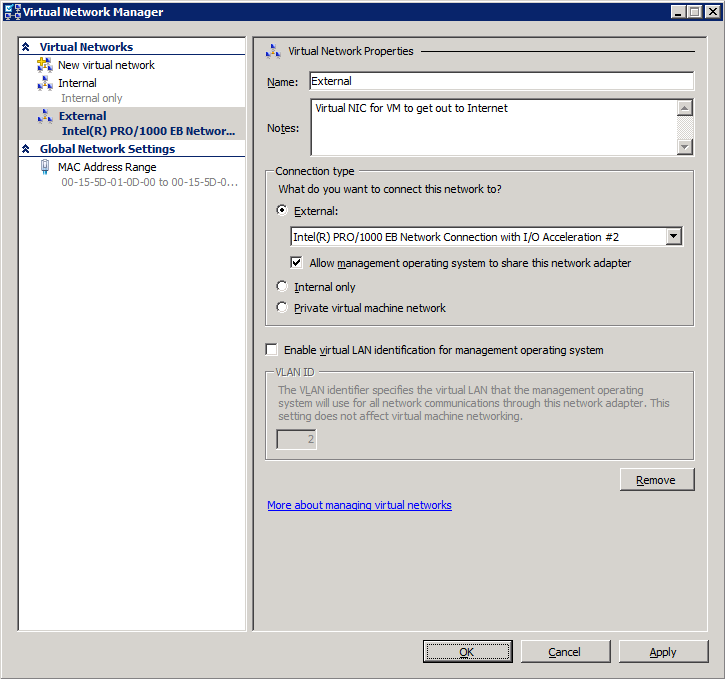 Virtual Network Manager
Virtual Networks
New virtual network
Internal
Internal only
External
Intel(R) PRO/1000 EB Networ...
Global Network Settings
MAC Address Range
00-15-5D-01-0D-00 to 00-15-5D-0...
Virtual Network Properties
Name:
External
Notes:
Virtual NIC for VM to get out to Internet
Connection type
What do you want to connect this network to?
External:
Intel(R) PRO/1000 EB Network Connection with I/O Acceleration #2
Allow management operating system to share this network adapter
Internal only
Private virtual machine network
Enable virtual LAN identification for management operating system
VLAN ID
The VLAN identifier specifies the virtual LAN that the management operating
system will use for all network communications through this network adapter. This
setting does not affect virtual machine networking.
2
Remove
More about managing virtual networks
OK
Cancel
Apply